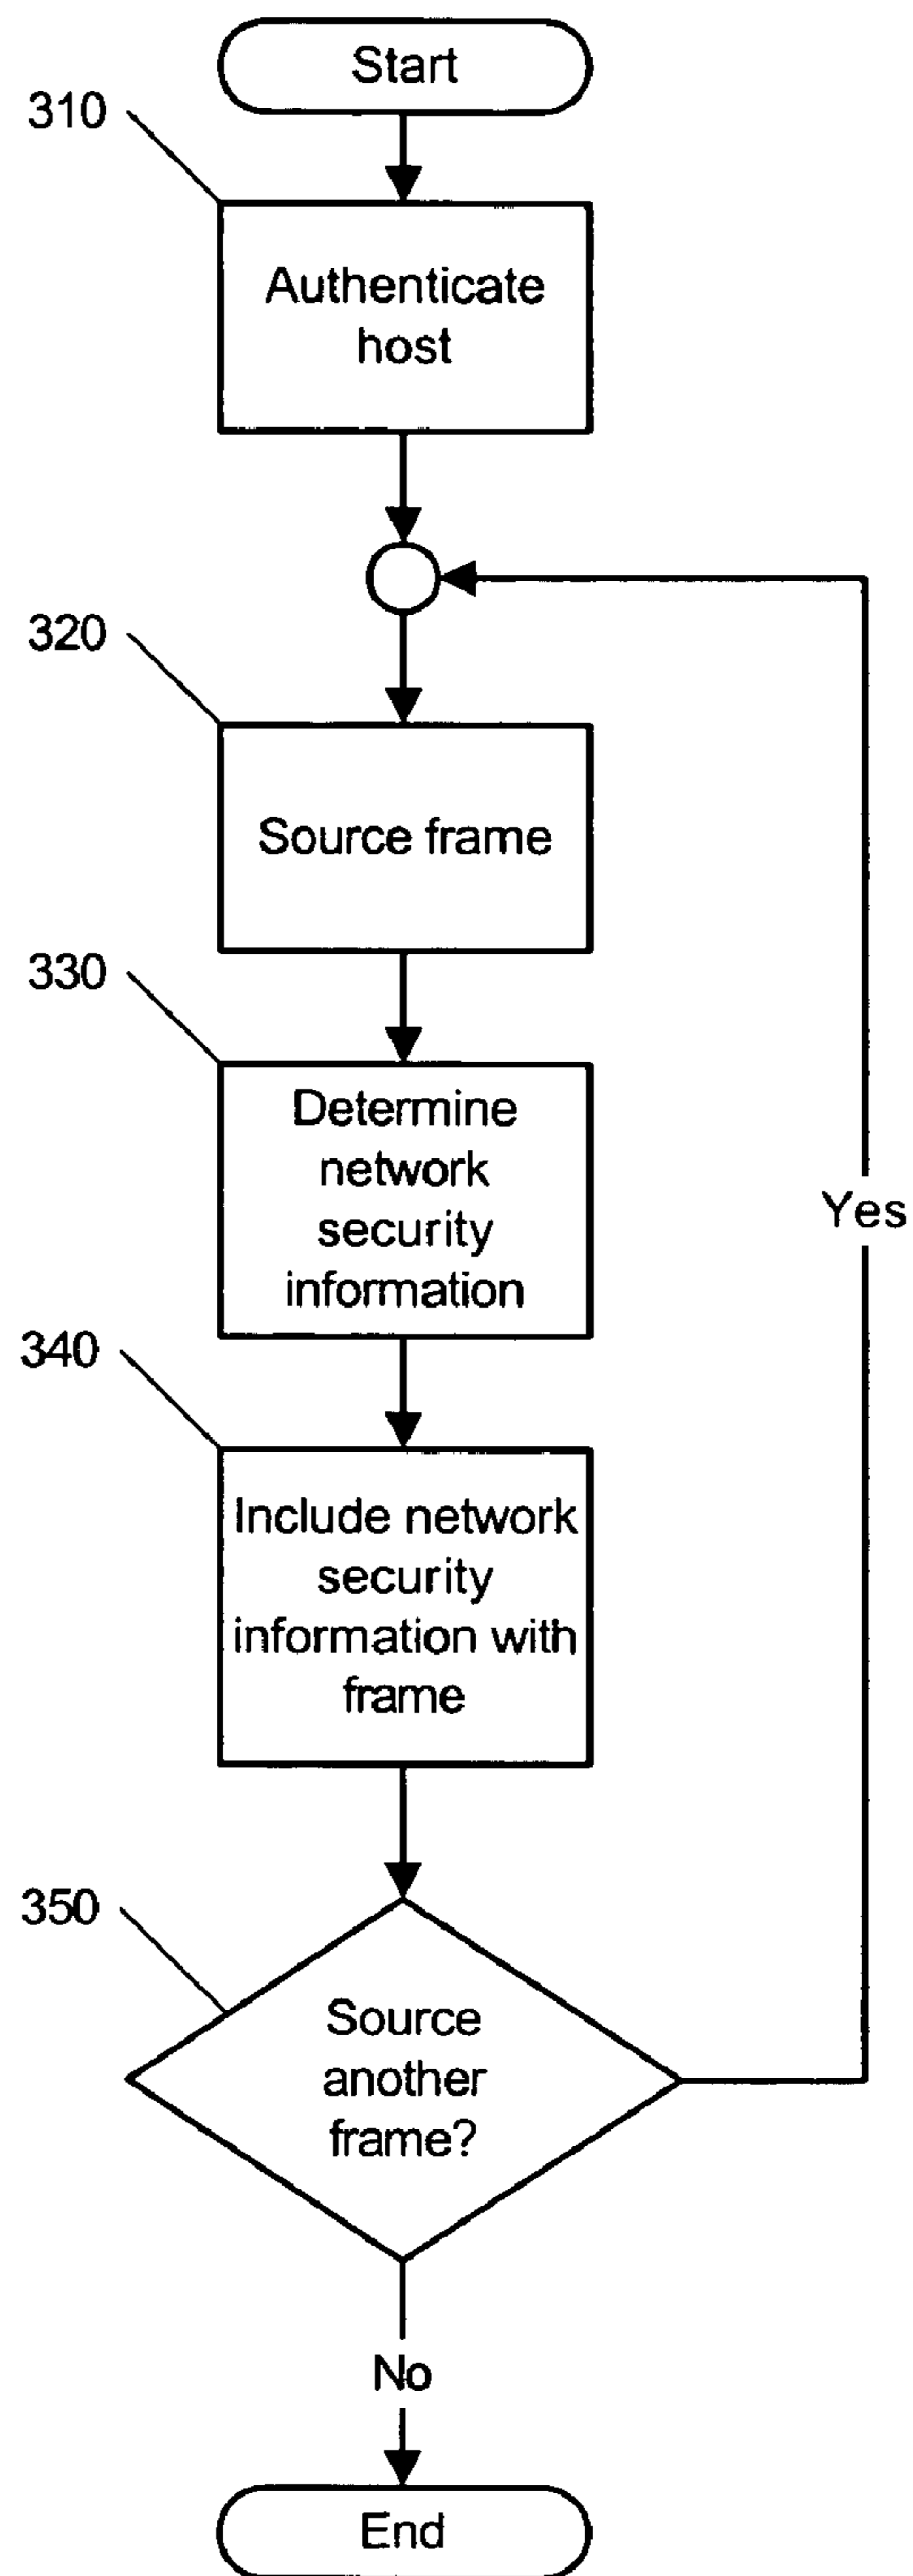 Start
310
Authenticate
host
320
Source frame
330
Determine
network
security
information
Yes
340
Include network
security
information with
frame
350
Source
another
frame?
No
End